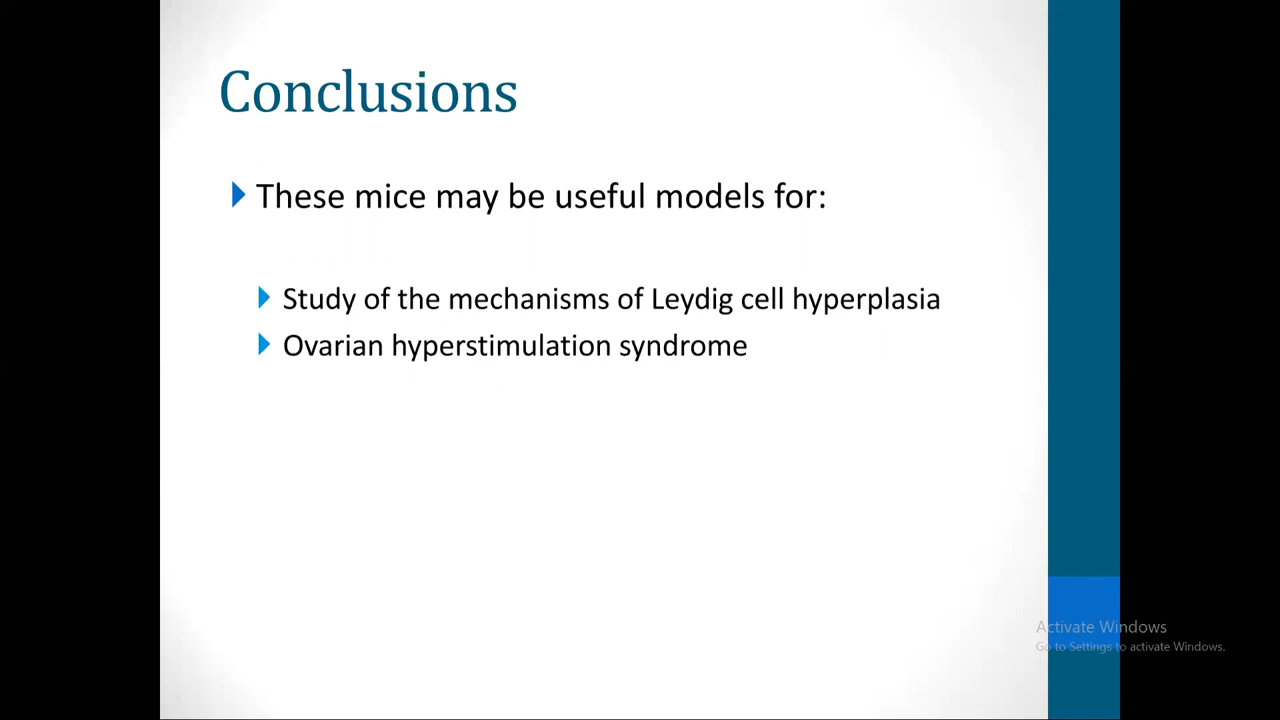 Conclusions
These mice may be useful models for:
Study of the mechanisms of Leydig cell hyperplasia
Ovarian hyperstimulation syndrome
Activate Windows
Go to Settings to activate Windows.